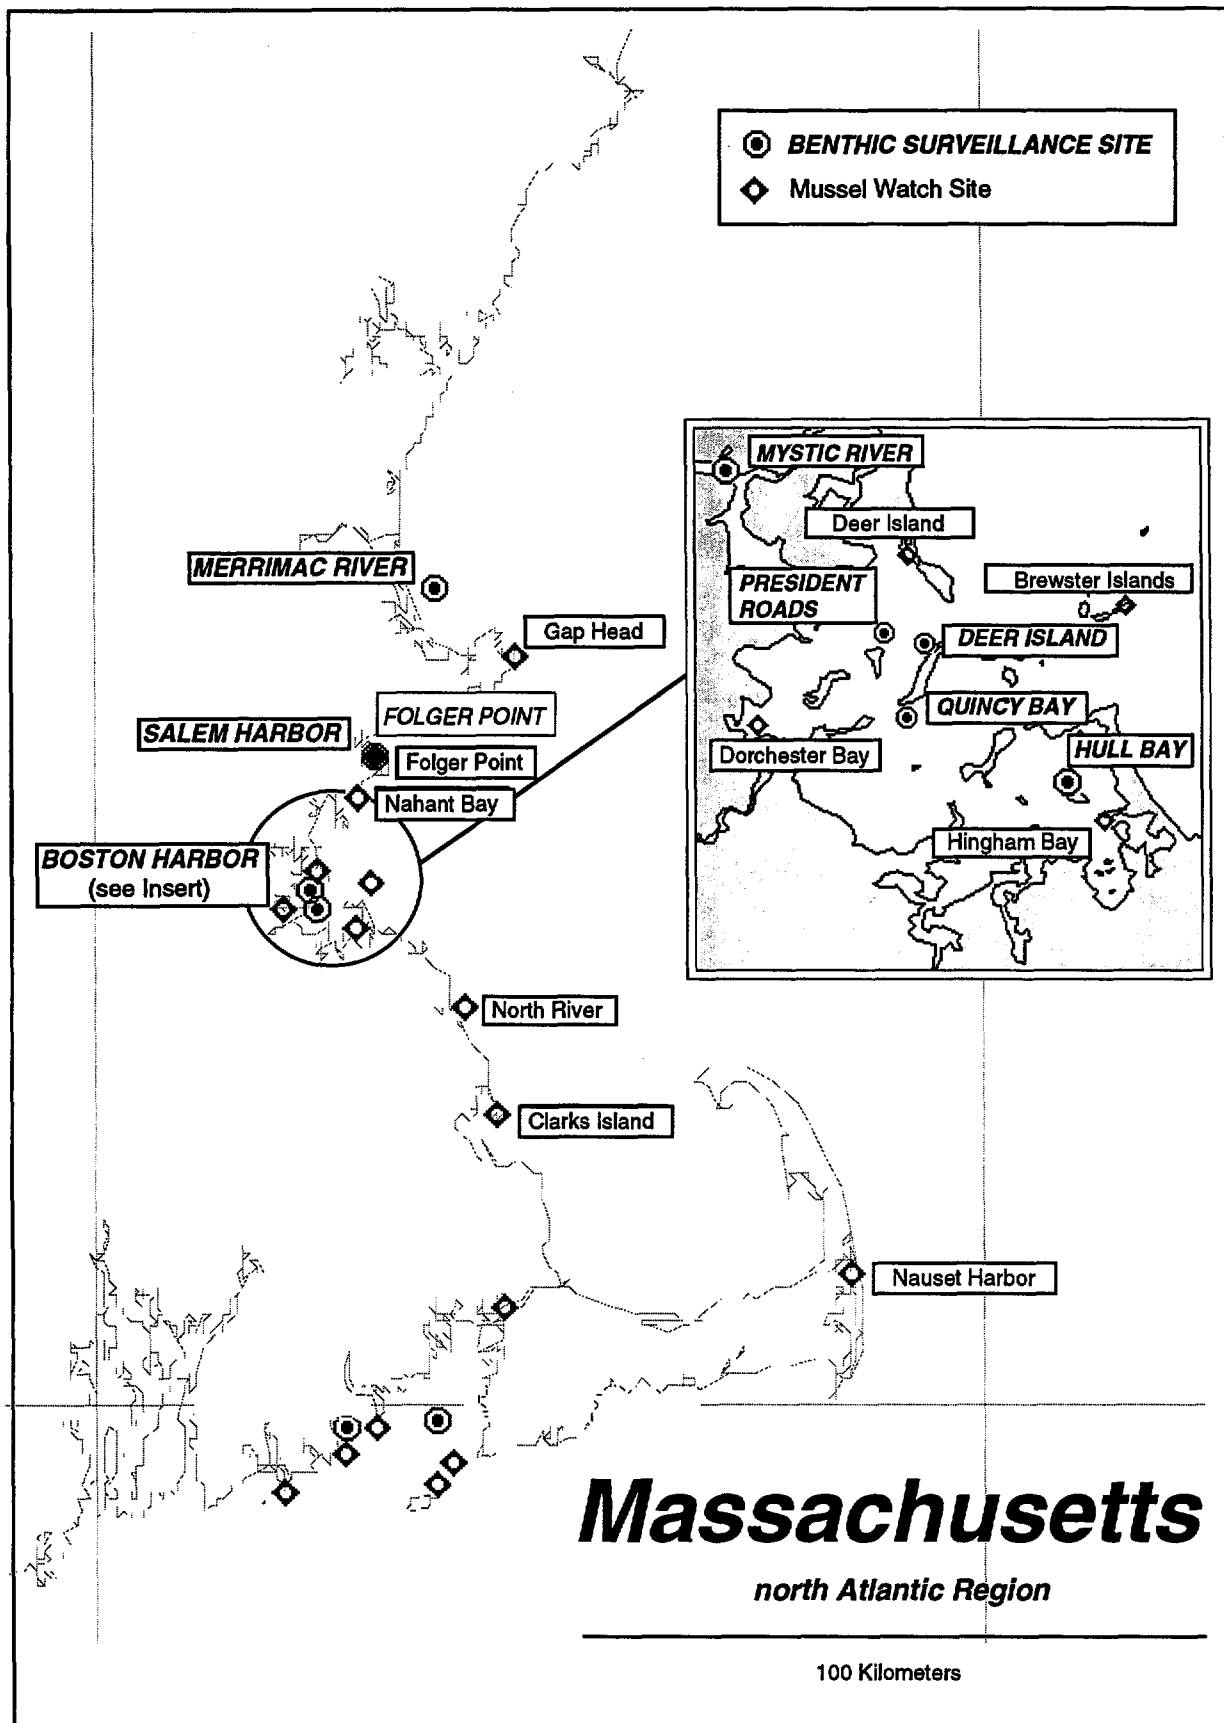 BENTHIC SURVEILLANCE SITE
Mussel Watch Site
MYSTIC RIVER
Deer Island
MERRIMAC RIVER
PRESIDENT
ROADS
Brewster Islands
Gap Head
DEER ISLAND
FOLGER POINT
QUINCY BAY
SALEM HARBOR
Folger Point
Dorchester Bay
HULL BAY
Nahant Bay
Hingham Bay
BOSTON HARBOR
(see Insert)
North River
Clarks Island
Nauset Harbor
Massachusetts
north Atlantic Region
100 Kilometers